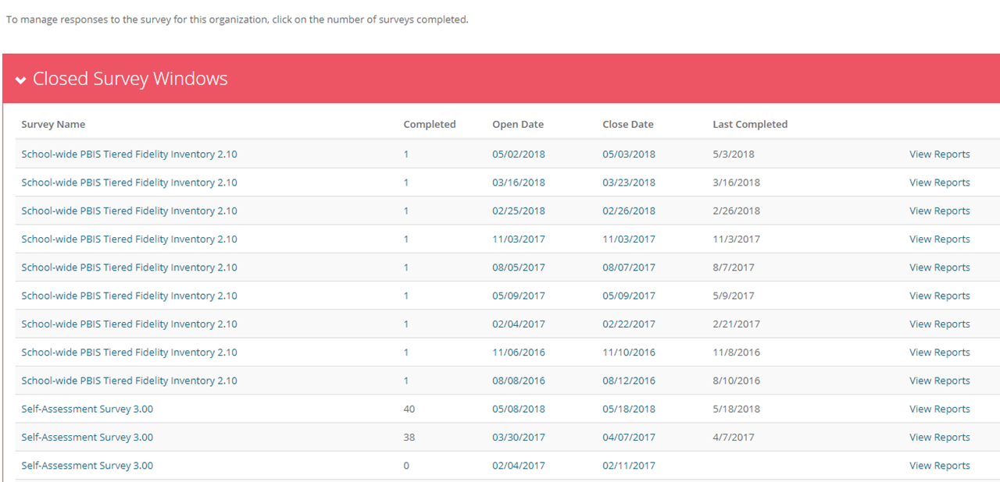 To manage responses to the survey for this organization, click on the number of surveys completed.
Closed Survey Windows
Survey Name Completed Open Date Close Date Last Completed
School-wide PBIS Tiered Fidelity Inventory 2.10 1 05/02/2018 05/03/2018 5/3/2018 View Reports
School-wide PBIS Tiered Fidelity Inventory 2.10 1 03/16/2018 03/23/2018 3/16/2018 View Reports
School-wide PBIS Tiered Fidelity Inventory 2.10 1 02/25/2018 02/26/2018 2/26/2018 View Reports
School-wide PBIS Tiered Fidelity Inventory 2.10 1 11/03/2017 11/03/2017 11/3/2017 View Reports
School-wide PBIS Tiered Fidelity Inventory 2.10 1 08/05/2017 08/07/2017 8/7/2017 View Reports
School-wide PBIS Tiered Fidelity Inventory 2.10 1 05/09/2017 05/09/2017 5/9/2017 View Reports
School-wide PBIS Tiered Fidelity Inventory 2.10 1 02/04/2017 02/22/2017 2/21/2017 View Reports
School-wide PBIS Tiered Fidelity Inventory 2.10 1 11/06/2016 11/10/2016 11/8/2016 View Reports
School-wide PBIS Tiered Fidelity Inventory 2.10 1 08/08/2016 08/12/2016 8/10/2016 View Reports
Self-Assessment Survey 3.00 40 05/08/2018 05/18/2018 5/18/2018 View Reports
Self-Assessment Survey 3.00 38 03/30/2017 04/07/2017 4/7/2017 View Reports
Self-Assessment Survey 3.00 0 02/04/2017 02/11/2017 View Reports